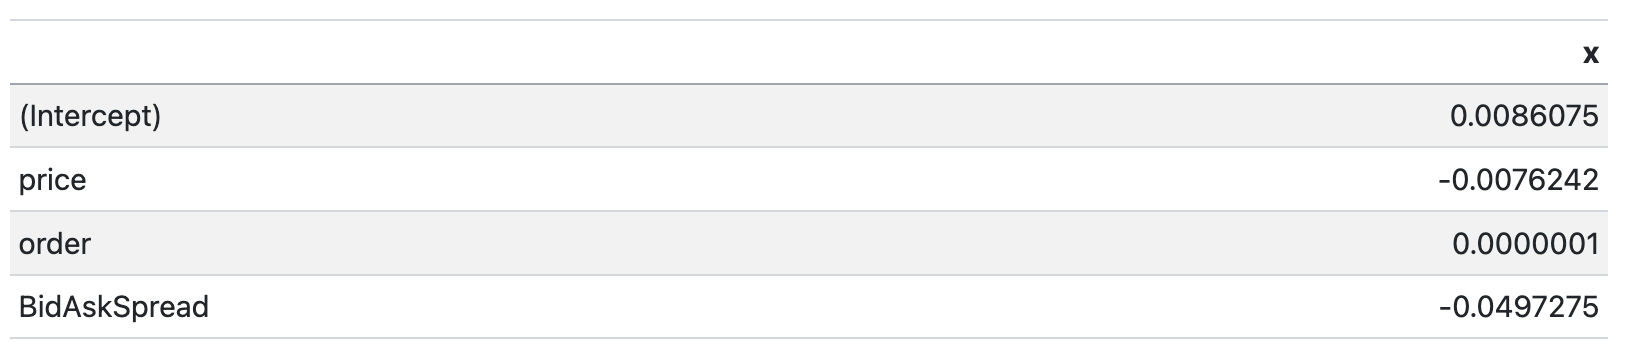 x
(Intercept) 0.0086075
price -0.0076242
order 0.0000001
BidAskSpread -0.0497275